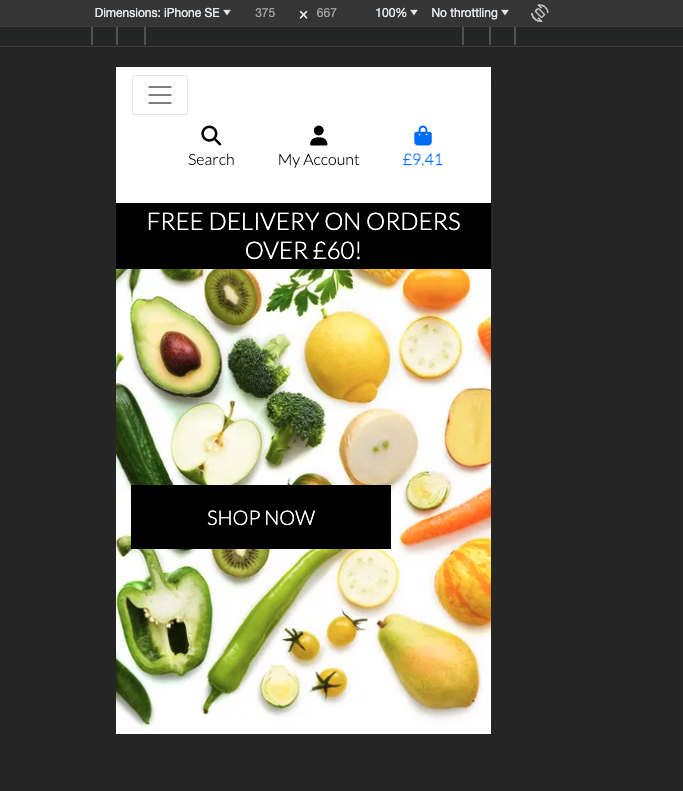 Dimensions: iPhone SE 375 × 667 100% No throttling
Search My Account £9.41
FREE DELIVERY ON ORDERS
OVER £60!
SHOP NOW